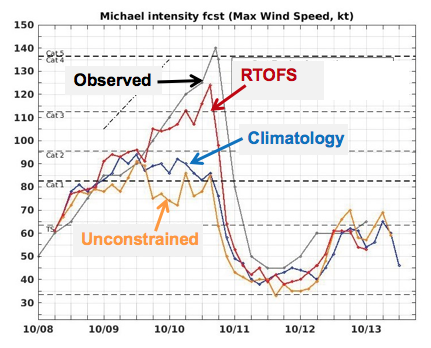 Michael intensity fcst (Max Wind Speed, kt)
150
140
Cat 5
Cat 4
130
Observed
RTOFS
120
Cat 3
110
100
Climatology
Cat 2
90
80
Cat 1
70
60
TS
Unconstrained
50
40
30
10/08 10/09 10/10 10/11 10/12 10/13